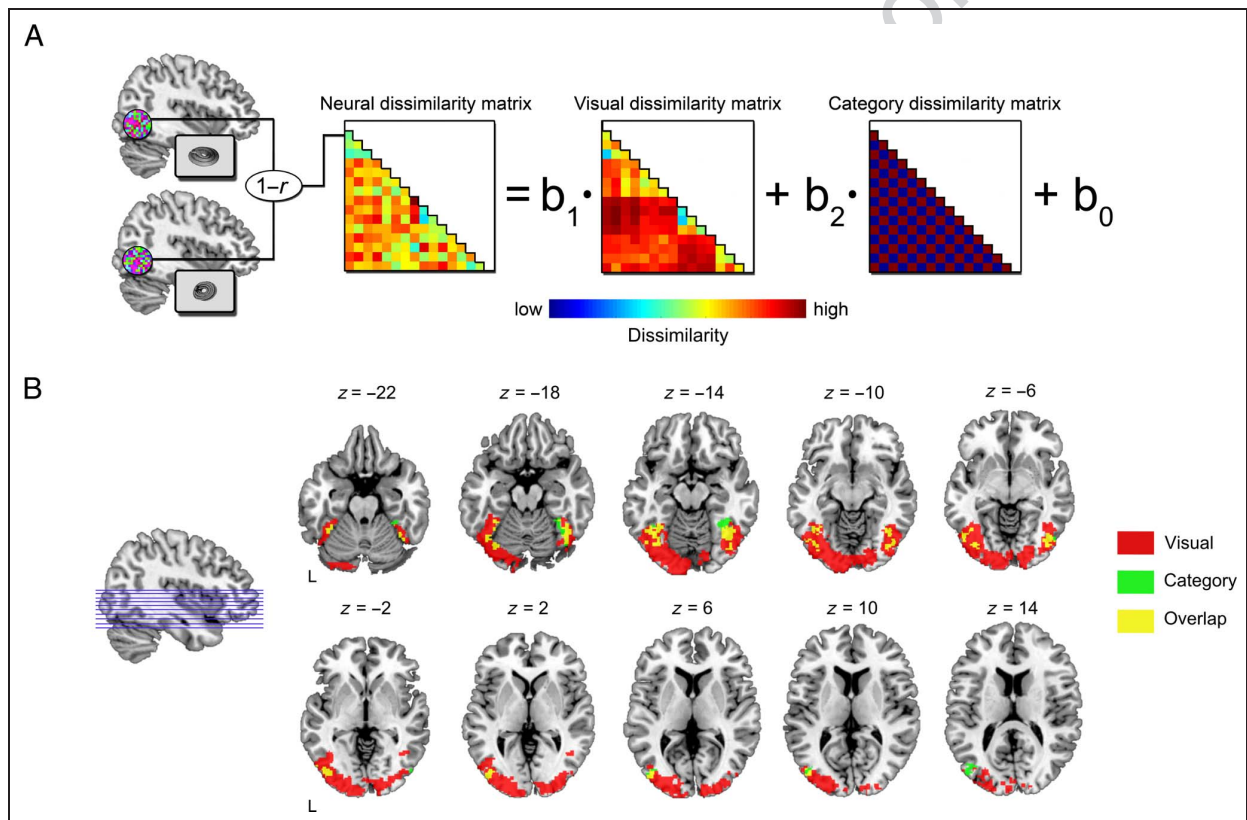 A
Neural dissimilarity matrix
Visual dissimilarity matrix
Category dissimilarity matrix
1–r
= b1· + b2· + b0
low
high
Dissimilarity
B
z = –22
z = –18
z = –14
z = –10
z = –6
L
Visual
Category
Overlap
z = –2
z = 2
z = 6
z = 10
z = 14
L